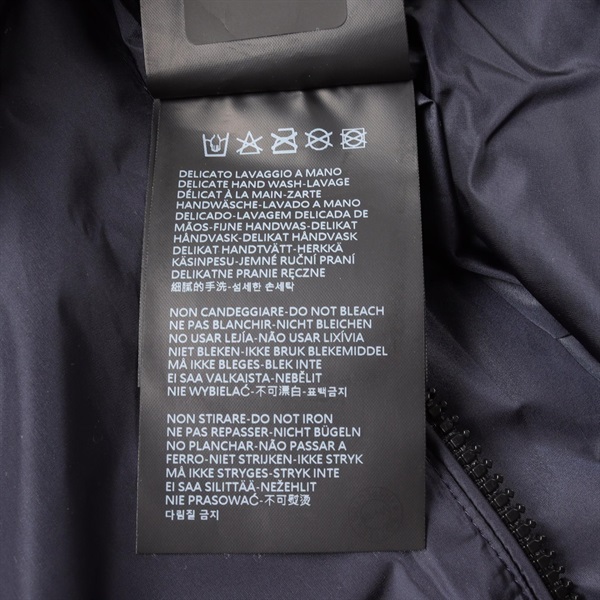 DELICATO LAVAGGIO A MANO
DELICATE HAND WASH-LAVAGE
DÉLICAT À LA MAIN-ZARTE
HANDWÄSCHE-LAVADO A MANO
DELICADO-LAVAGEM DELICADA DE
MÃOS-FIJNE HANDWAS-DELIKAT
HÅNDVASK-DELIKAT HÅNDVASK
DELIKAT HANDTVÄTT-HERKKÄ
KÄSINPESU-JEMNÉ RUČNÍ PRANÍ
DELIKATNE PRANIE RĘCZNE
細膩的手洗-섬세한 손세탁
NON CANDEGGIARE-DO NOT BLEACH
NE PAS BLANCHIR-NICHT BLEICHEN
NO USAR LEJÍA-NÃO USAR LIXÍVIA
NIET BLEKEN-IKKE BRUK BLEKEMIDDEL
MÅ IKKE BLEGES-BLEK INTE
EI SAA VALKAISTA-NEBĚLIT
NIE WYBIELAĆ-不可漂白-표백금지
NON STIRARE-DO NOT IRON
NE PAS REPASSER-NICHT BÜGELN
NO PLANCHAR-NÃO PASSAR A
FERRO-NIET STRIJKEN-IKKE STRYK
MÅ IKKE STRYGES-STRYK INTE
EI SAA SILITTÄÄ-NEŽEHLIT
NIE PRASOWAĆ-不可熨燙
다림질 금지